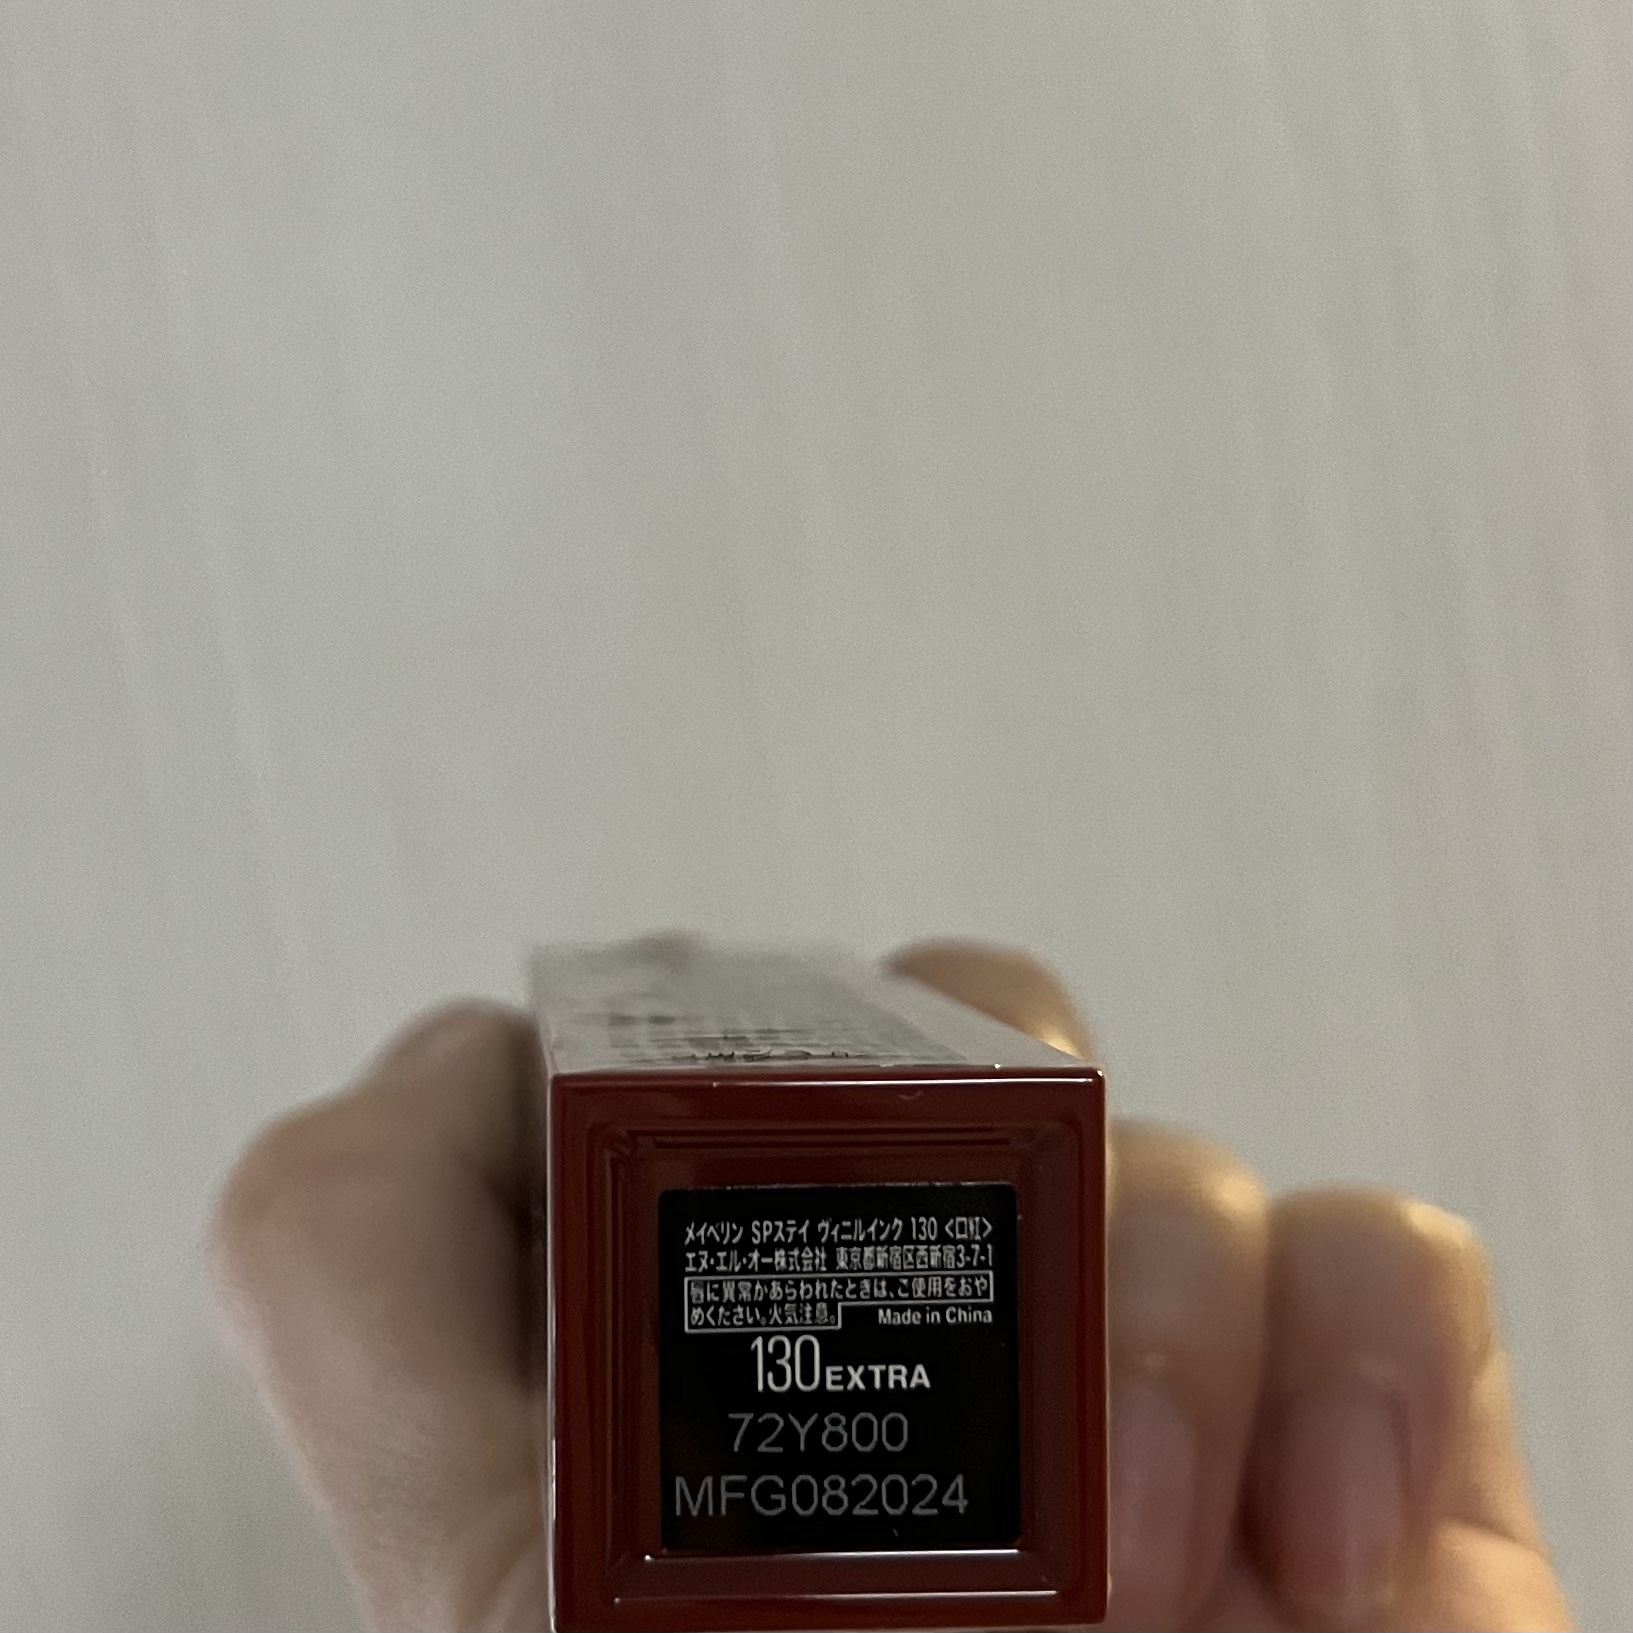 メイベリン SPステイ ヴィニルインク 130 <口紅>
エヌ・エル・オー株式会社 東京都新宿区西新宿3-7-1
唇に異常があらわれたときは、ご使用をおや
めください。火気注意。 Made in China
130 EXTRA
72Y800
MFG082024